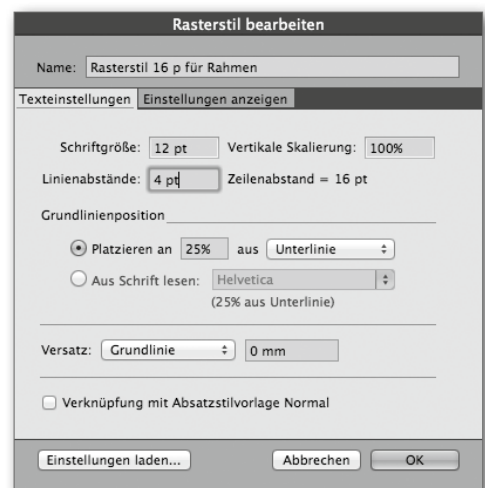 Rasterstil bearbeiten
Name: Rasterstil 16 p für Rahmen
Texteinstellungen Einstellungen anzeigen
Schriftgröße: 12 pt Vertikale Skalierung: 100%
Linienabstände: 4 pt Zeilenabstand = 16 pt
Grundlinienposition
Platzieren an 25% aus Unterlinie
Aus Schrift lesen: Helvetica
(25% aus Unterlinie)
Versatz: Grundlinie 0 mm
Verknüpfung mit Absatzstilvorlage Normal
Einstellungen laden... Abbrechen OK